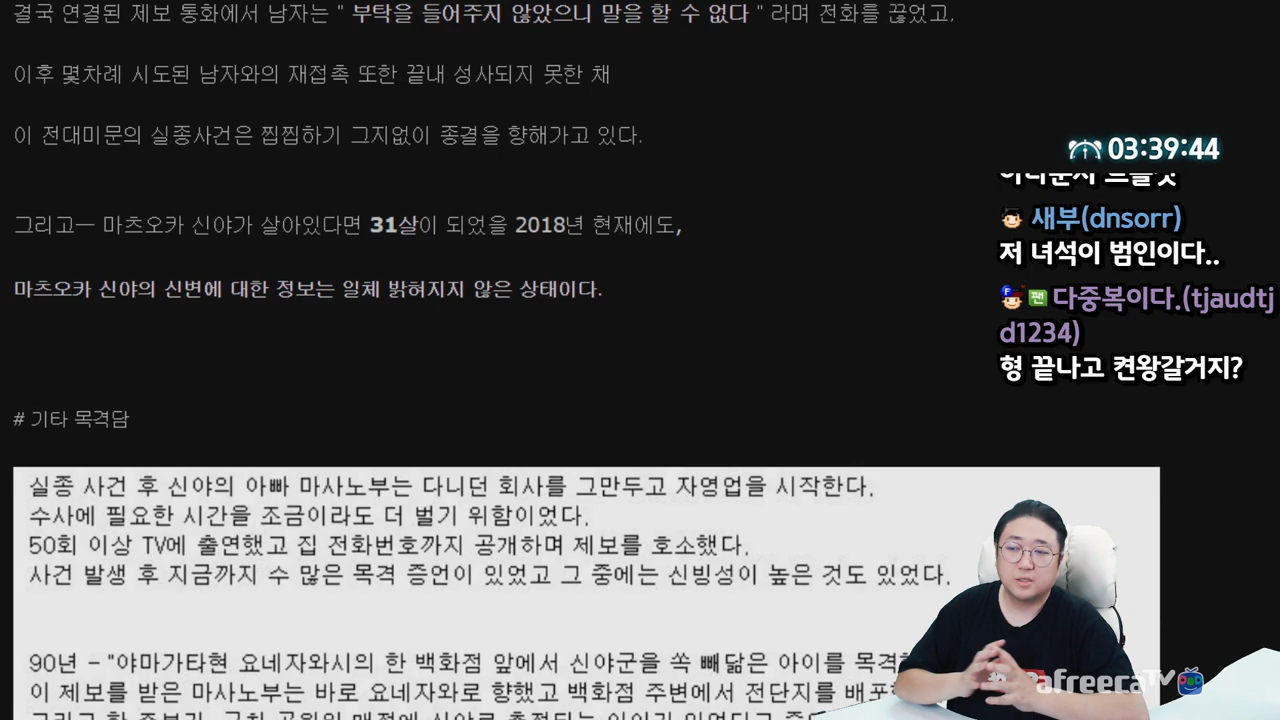 결국 연결된 제보 통화에서 남자는 " 부탁을 들어주지 않았으니 말을 할 수 없다 " 라며 전화를 끊었고,
이후 몇차례 시도된 남자와의 재접촉 또한 끝내 성사되지 못한 채
이 전대미문의 실종사건은 찝찝하기 그지없이 종결을 향해가고 있다.
그리고— 마츠오카 신야가 살아있다면 31살이 되었을 2018년 현재에도,
마츠오카 신야의 신변에 대한 정보는 일체 밝혀지지 않은 상태이다.
# 기타 목격담
실종 사건 후 신야의 아빠 마사노부는 다니던 회사를 그만두고 자영업을 시작한다.
수사에 필요한 시간을 조금이라도 더 벌기 위함이었다.
50회 이상 TV에 출연했고 집 전화번호까지 공개하며 제보를 호소했다.
사건 발생 후 지금까지 수 많은 목격 증언이 있었고 그 중에는 신빙성이 높은 것도 있었다.
90년 - "야마가타현 요네자와시의 한 백화점 앞에서 신야군을 쏙 빼닮은 아이를 목격
이 제보를 받은 마사노부는 바로 요네자와로 향했고 백화점 주변에서 전단지를 배포
03:39:44
새부(dnsorr)
저 녀석이 범인이다..
F 팬 다중복이다.(tjaudtj
d1234)
형 끝나고 켠왕갈거지?
afreecaTV